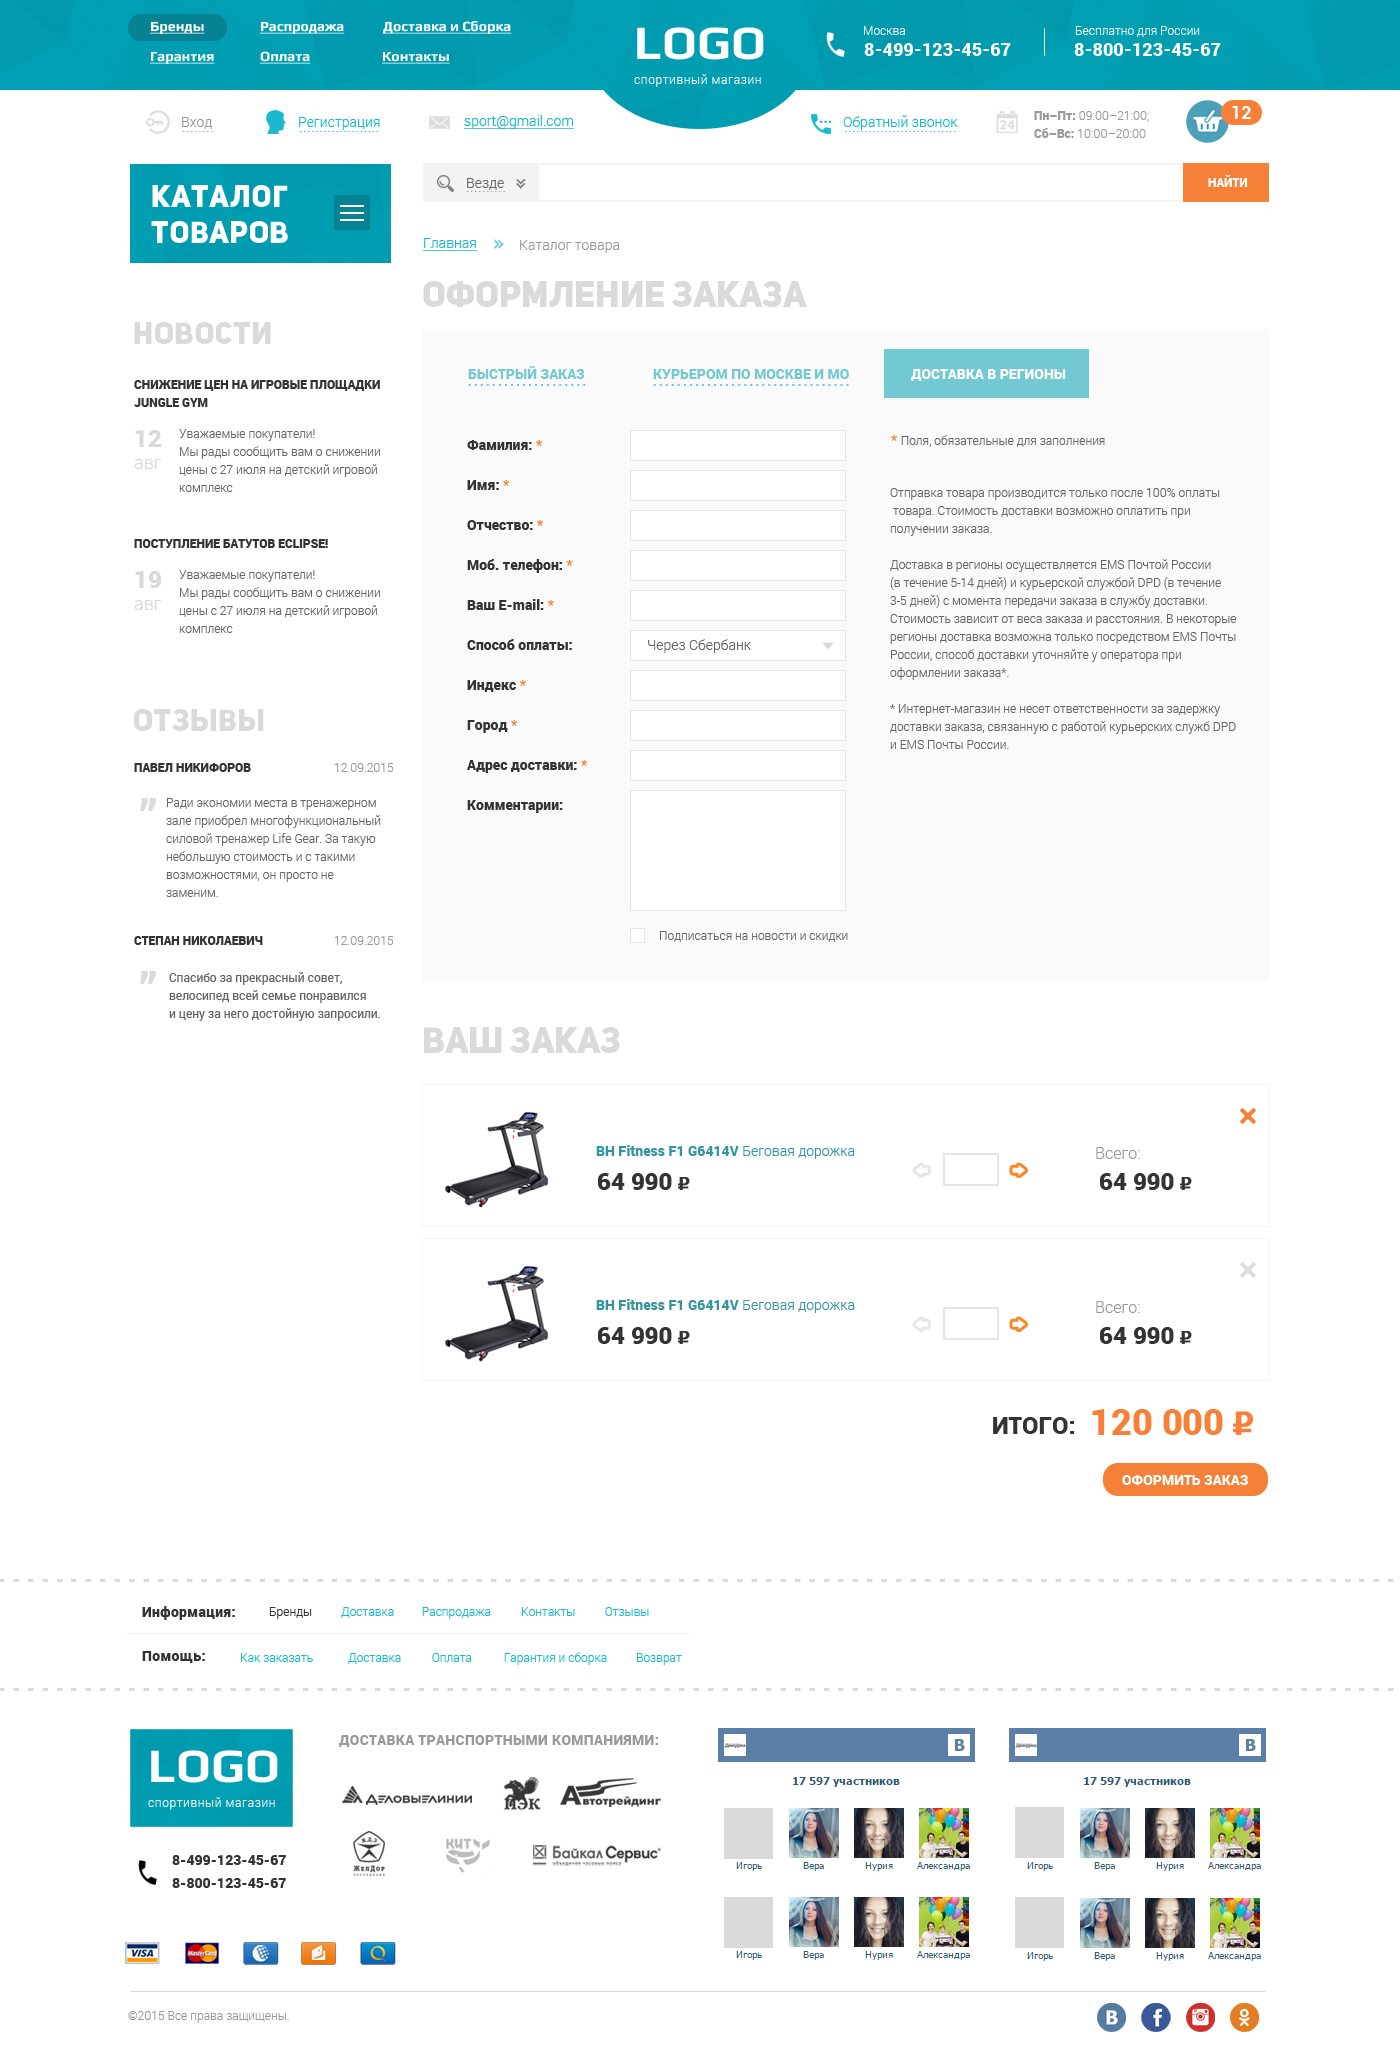 Бренды
Распродажа
Доставка и Сборка
Гарантия
Оплата
Контакты
LOGO
спортивный магазин
Москва
8-499-123-45-67
Бесплатно для России
8-800-123-45-67
Вход
Регистрация
sport@gmail.com
Обратный звонок
24
Пн–Пт: 09:00–21:00;
Сб–Вс: 10:00–20:00
12
КАТАЛОГ
ТОВАРОВ
Везде
НАЙТИ
Главная » Каталог товара
ОФОРМЛЕНИЕ ЗАКАЗА
НОВОСТИ
СНИЖЕНИЕ ЦЕН НА ИГРОВЫЕ ПЛОЩАДКИ
JUNGLE GYM
12
авг
Уважаемые покупатели!
Мы рады сообщить вам о снижении
цены с 27 июля на детский игровой
комплекс
ПОСТУПЛЕНИЕ БАТУТОВ ECLIPSE!
19
авг
Уважаемые покупатели!
Мы рады сообщить вам о снижении
цены с 27 июля на детский игровой
комплекс
ОТЗЫВЫ
ПАВЕЛ НИКИФОРОВ
12.09.2015
Ради экономии места в тренажерном
зале приобрел многофункциональный
силовой тренажер Life Gear. За такую
небольшую стоимость и с такими
возможностями, он просто не
заменим.
СТЕПАН НИКОЛАЕВИЧ
12.09.2015
Спасибо за прекрасный совет,
велосипед всей семье понравился
и цену за него достойную запросили.
БЫСТРЫЙ ЗАКАЗ
КУРЬЕРОМ ПО МОСКВЕ И МО
ДОСТАВКА В РЕГИОНЫ
Фамилия: *
Имя: *
Отчество: *
Моб. телефон: *
Ваш E-mail: *
Способ оплаты:
Через Сбербанк
Индекс *
Город *
Адрес доставки: *
Комментарии:
Подписаться на новости и скидки
* Поля, обязательные для заполнения
Отправка товара производится только после 100% оплаты
товара. Стоимость доставки возможно оплатить при
получении заказа.
Доставка в регионы осуществляется EMS Почтой России
(в течение 5-14 дней) и курьерской службой DPD (в течение
3-5 дней) с момента передачи заказа в службу доставки.
Стоимость зависит от веса заказа и расстояния. В некоторые
регионы доставка возможна только посредством EMS Почты
России, способ доставки уточняйте у оператора при
оформлении заказа*.
* Интернет-магазин не несет ответственности за задержку
доставки заказа, связанную с работой курьерских служб DPD
и EMS Почты России.
ВАШ ЗАКАЗ
BH Fitness F1 G6414V Беговая дорожка
64 990 ₽
Всего:
64 990 ₽
BH Fitness F1 G6414V Беговая дорожка
64 990 ₽
Всего:
64 990 ₽
ИТОГО: 120 000 ₽
ОФОРМИТЬ ЗАКАЗ
Информация:
Бренды
Доставка
Распродажа
Контакты
Отзывы
Помощь:
Как заказать
Доставка
Оплата
Гарантия и сборка
Возврат
LOGO
спортивный магазин
8-499-123-45-67
8-800-123-45-67
ДОСТАВКА ТРАНСПОРТНЫМИ КОМПАНИЯМИ:
ДЕЛОВЫЕЛИНИИ
ПЭК
Автотрейдинг
ЖелДор
экспедиция
КИТ
Байкал Сервис
VISA
MasterCard
B
17 597 участников
Игорь
Вера
Нурия
Александра
Игорь
Вера
Нурия
Александра
B
17 597 участников
Игорь
Вера
Нурия
Александра
Игорь
Вера
Нурия
Александра
©2015 Все права защищены.
B
f